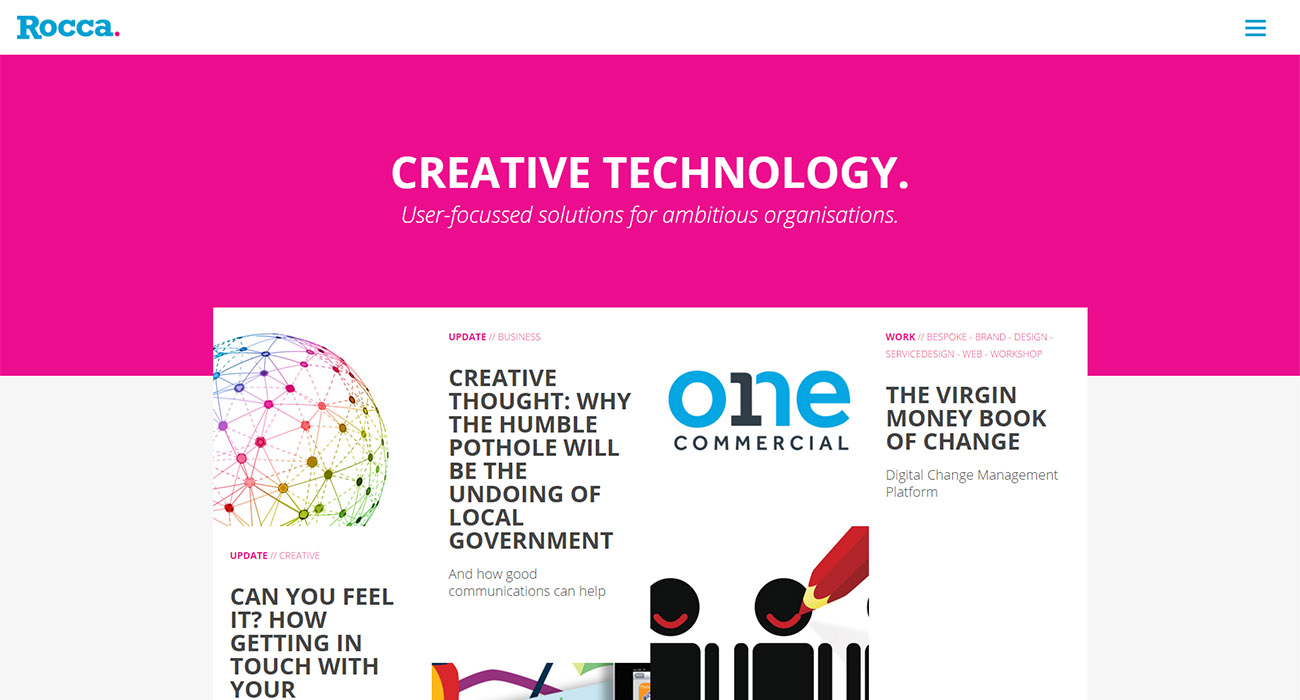 Rocca.
CREATIVE TECHNOLOGY.
User-focussed solutions for ambitious organisations.
UPDATE // CREATIVE
CAN YOU FEEL
IT? HOW
GETTING IN
TOUCH WITH
YOUR
UPDATE // BUSINESS
CREATIVE
THOUGHT: WHY
THE HUMBLE
POTHOLE WILL
BE THE
UNDOING OF
LOCAL
GOVERNMENT
And how good
communications can help
one
COMMERCIAL
WORK // BESPOKE - BRAND - DESIGN -
SERVICEDESIGN - WEB - WORKSHOP
THE VIRGIN
MONEY BOOK
OF CHANGE
Digital Change Management
Platform